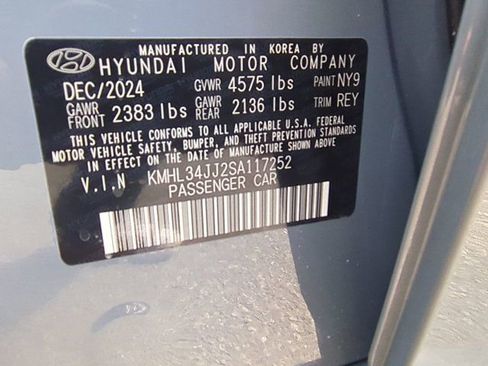 MANUFACTURED IN KOREA BY
HYUNDAI MOTOR COMPANY
DEC/2024 GVWR 4575 lbs PAINT NY9
GAWR FRONT 2383 lbs GAWR REAR 2136 lbs TRIM REY
THIS VEHICLE CONFORMS TO ALL APPLICABLE U.S.A. FEDERAL
MOTOR VEHICLE SAFETY, BUMPER, AND THEFT PREVENTION STANDARDS
IN EFFECT ON THE DATE OF MANUFACTURE SHOWN ABOVE.
V.I.N KMHL34JJ2SA117252
PASSENGER CAR